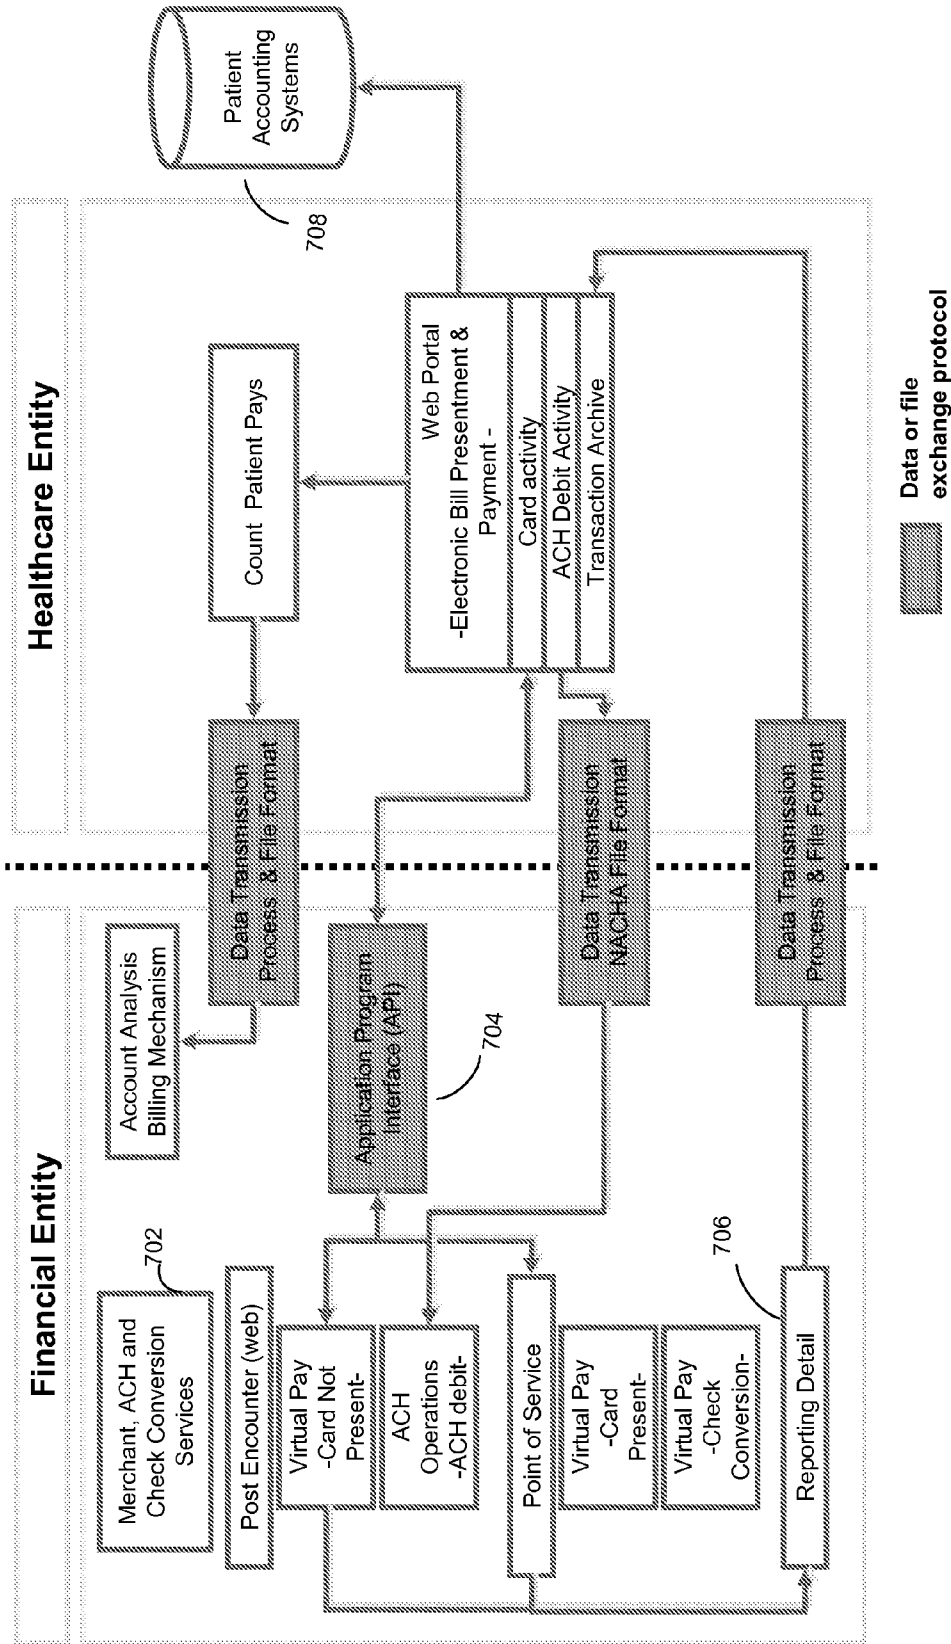 Financial Entity
Healthcare Entity
Merchant, ACH and
Check Conversion
Services
702
Post Encounter (web)
Virtual Pay
-Card Not
Present-
ACH
Operations
-ACH debit-
Point of Service
Virtual Pay
-Card
Present-
Virtual Pay
-Check
Conversion-
Reporting Detail
706
Account Analysis
Billing Mechanism
Data Transmission
Process & File Format
Application Program
Interface (API)
704
Data Transmission
NACHA File Format
Data Transmission
Process & File Format
Count Patient Pays
Web Portal
-Electronic Bill Presentment &
Payment -
Card activity
ACH Debit Activity
Transaction Archive
Patient
Accounting
Systems
708
Data or file
exchange protocol